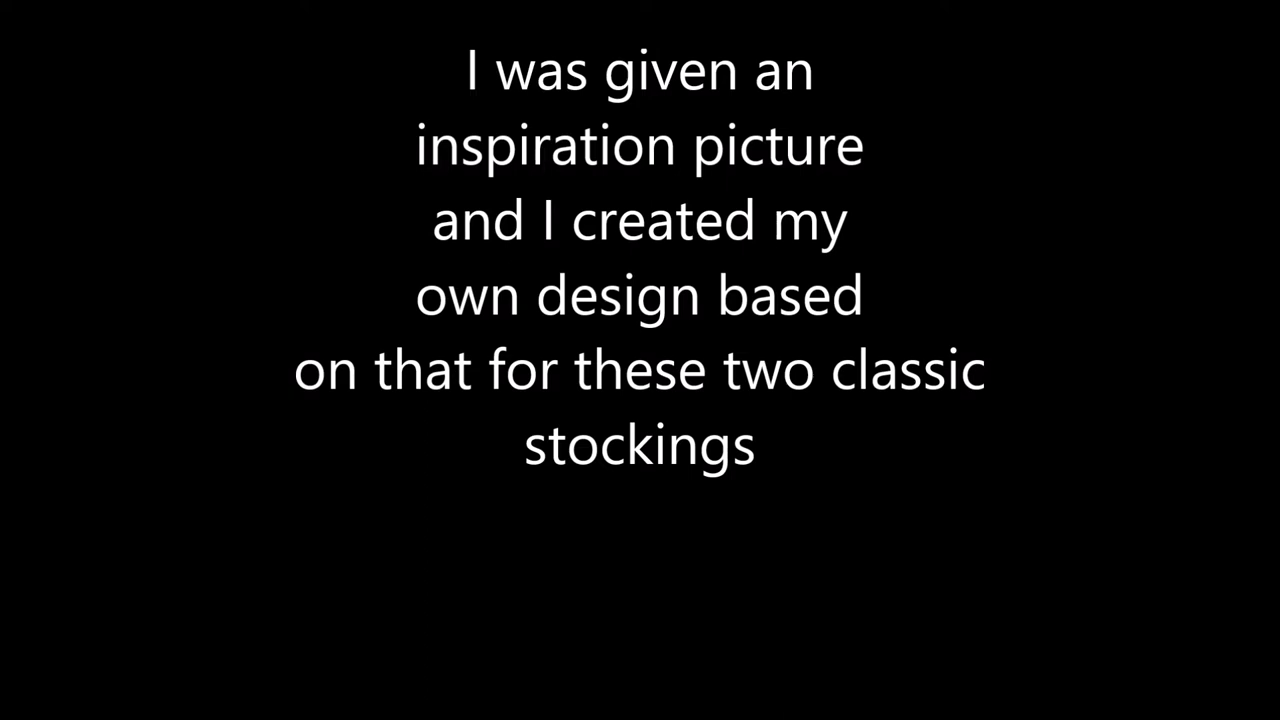 I was given an
inspiration picture
and I created my
own design based
on that for these two classic
stockings